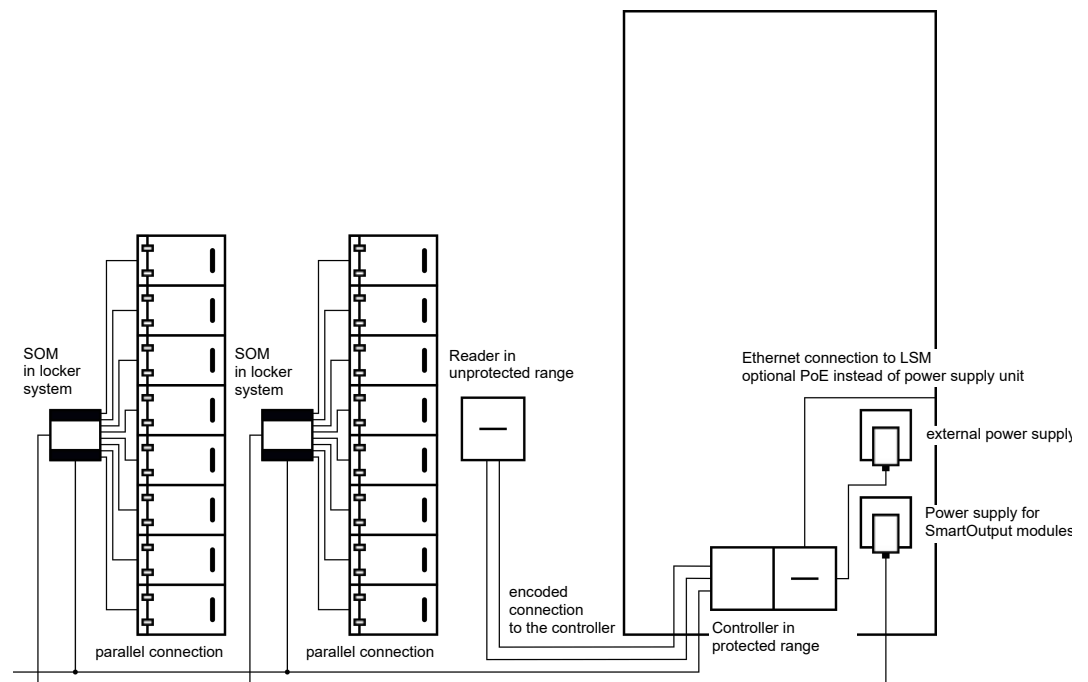 SOM
in locker
system
SOM
in locker
system
Reader in
unprotected range
Ethernet connection to LSM
optional PoE instead of power supply unit
external power supply
Power supply for
SmartOutput modules
encoded
connection
to the controller
Controller in
protected range
parallel connection
parallel connection